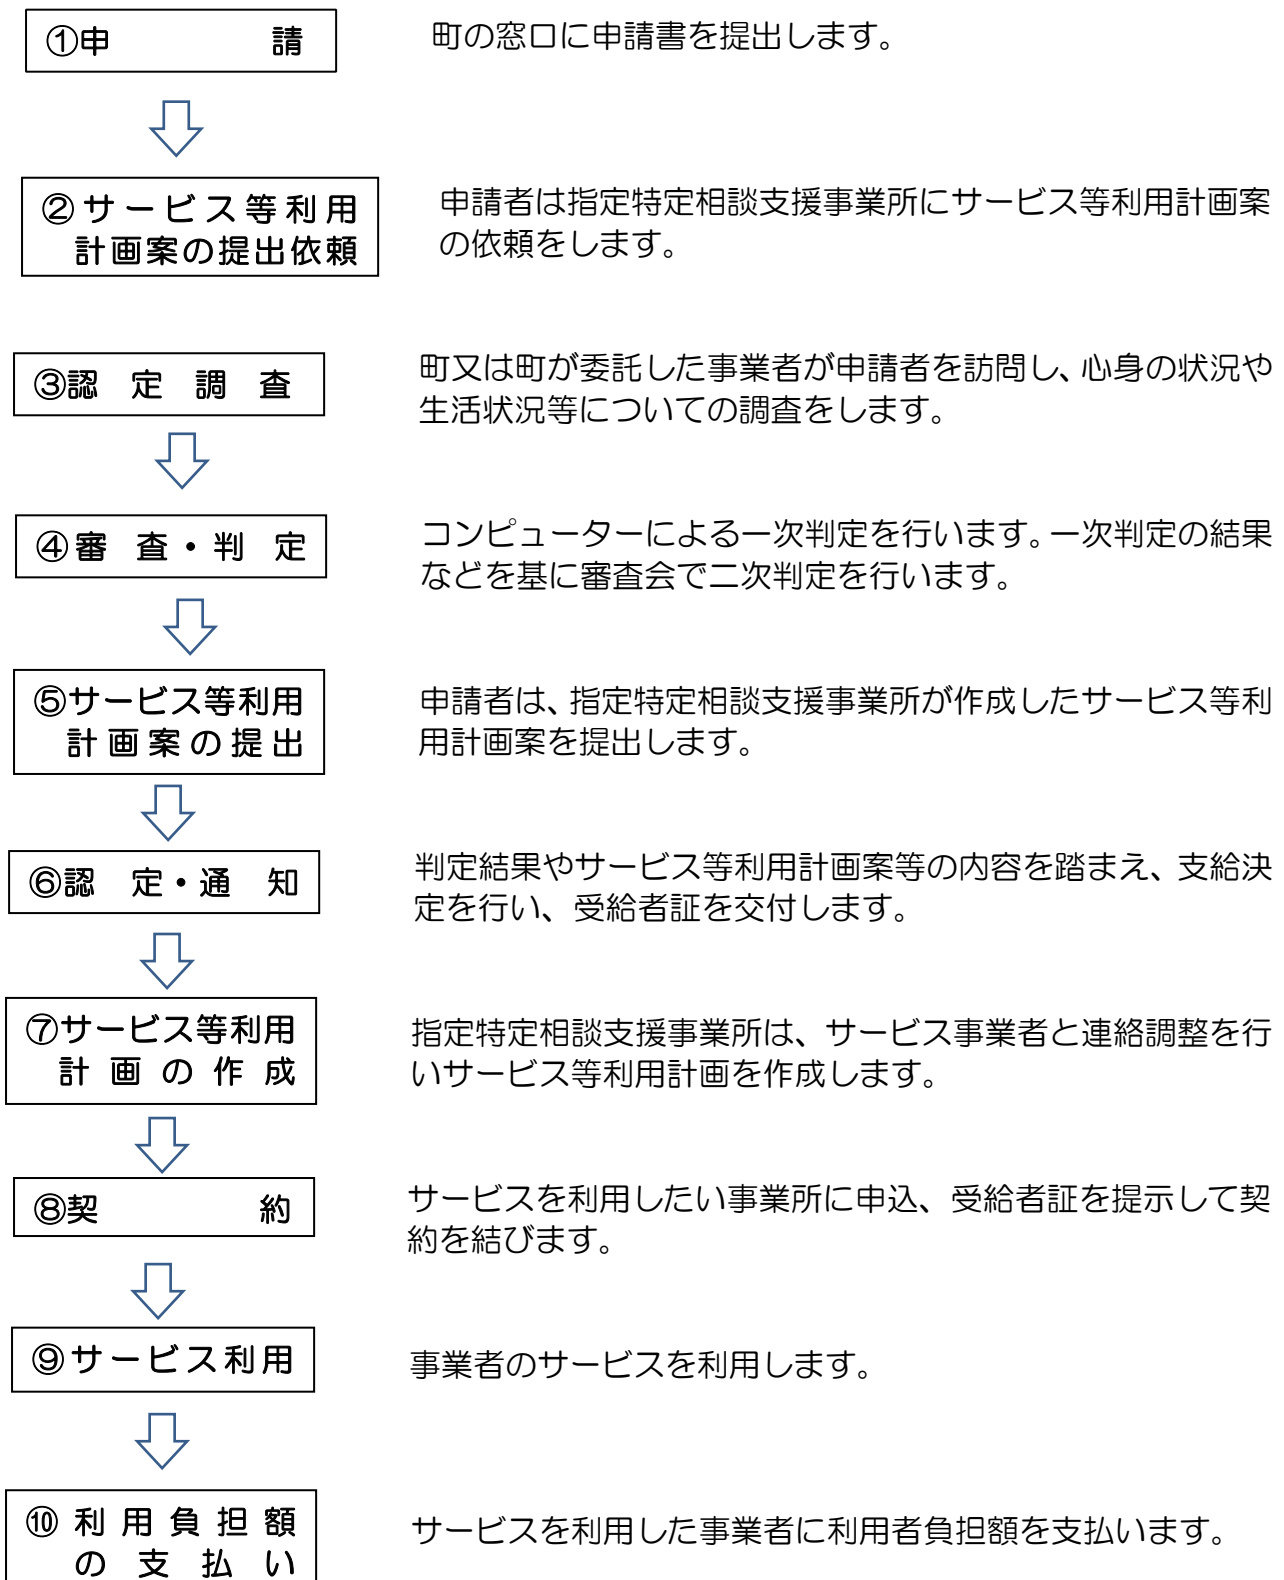 ①申　　　　　請
町の窓口に申請書を提出します。
②サービス等利用
計画案の提出依頼
申請者は指定特定相談支援事業所にサービス等利用計画案
の依頼をします。
③認　定　調　査
町又は町が委託した事業者が申請者を訪問し、心身の状況や
生活状況等についての調査をします。
④審　査・判　定
コンピューターによる一次判定を行います。一次判定の結果
などを基に審査会で二次判定を行います。
⑤サービス等利用
計画案の提出
申請者は、指定特定相談支援事業所が作成したサービス等利
用計画案を提出します。
⑥認　定・通　知
判定結果やサービス等利用計画案等の内容を踏まえ、支給決
定を行い、受給者証を交付します。
⑦サービス等利用
計画の作成
指定特定相談支援事業所は、サービス事業者と連絡調整を行
いサービス等利用計画を作成します。
⑧契　　　　　約
サービスを利用したい事業所に申込、受給者証を提示して契
約を結びます。
⑨サービス利用
事業者のサービスを利用します。
⑩利用負担額
の支払い
サービスを利用した事業者に利用者負担額を支払います。